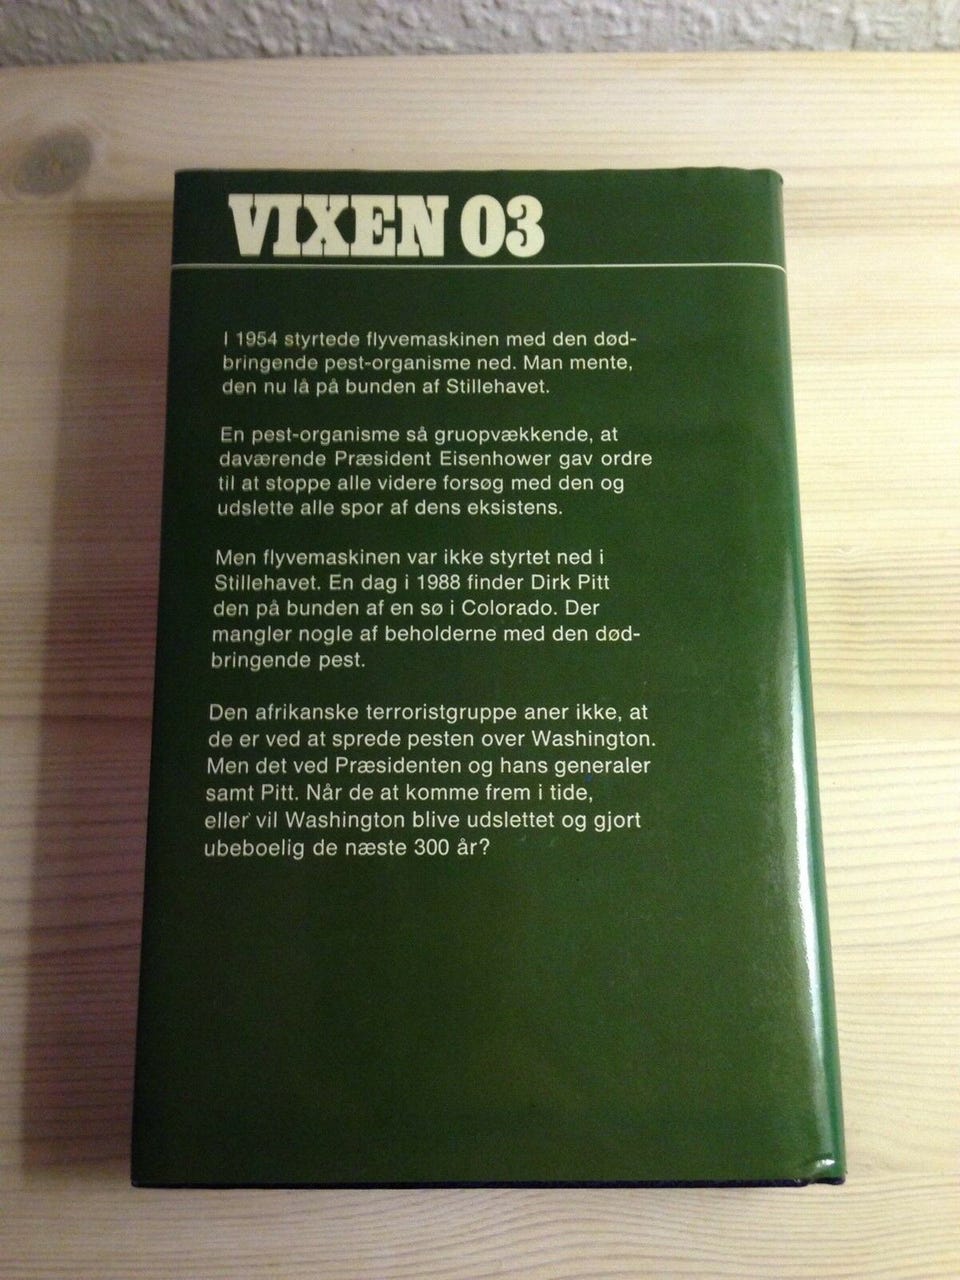 VIXEN 03
I 1954 styrtede flyvemaskinen med den død-
bringende pest-organisme ned. Man mente,
den nu lå på bunden af Stillehavet.
En pest-organisme så gruopvækkende, at
daværende Præsident Eisenhower gav ordre
til at stoppe alle videre forsøg med den og
udslette alle spor af dens eksistens.
Men flyvemaskinen var ikke styrtet ned i
Stillehavet. En dag i 1988 finder Dirk Pitt
den på bunden af en sø i Colorado. Der
mangler nogle af beholderne med den død-
bringende pest.
Den afrikanske terroristgruppe aner ikke, at
de er ved at sprede pesten over Washington.
Men det ved Præsidenten og hans generaler
samt Pitt. Når de at komme frem i tide,
eller vil Washington blive udslettet og gjort
ubeboelig de næste 300 år?